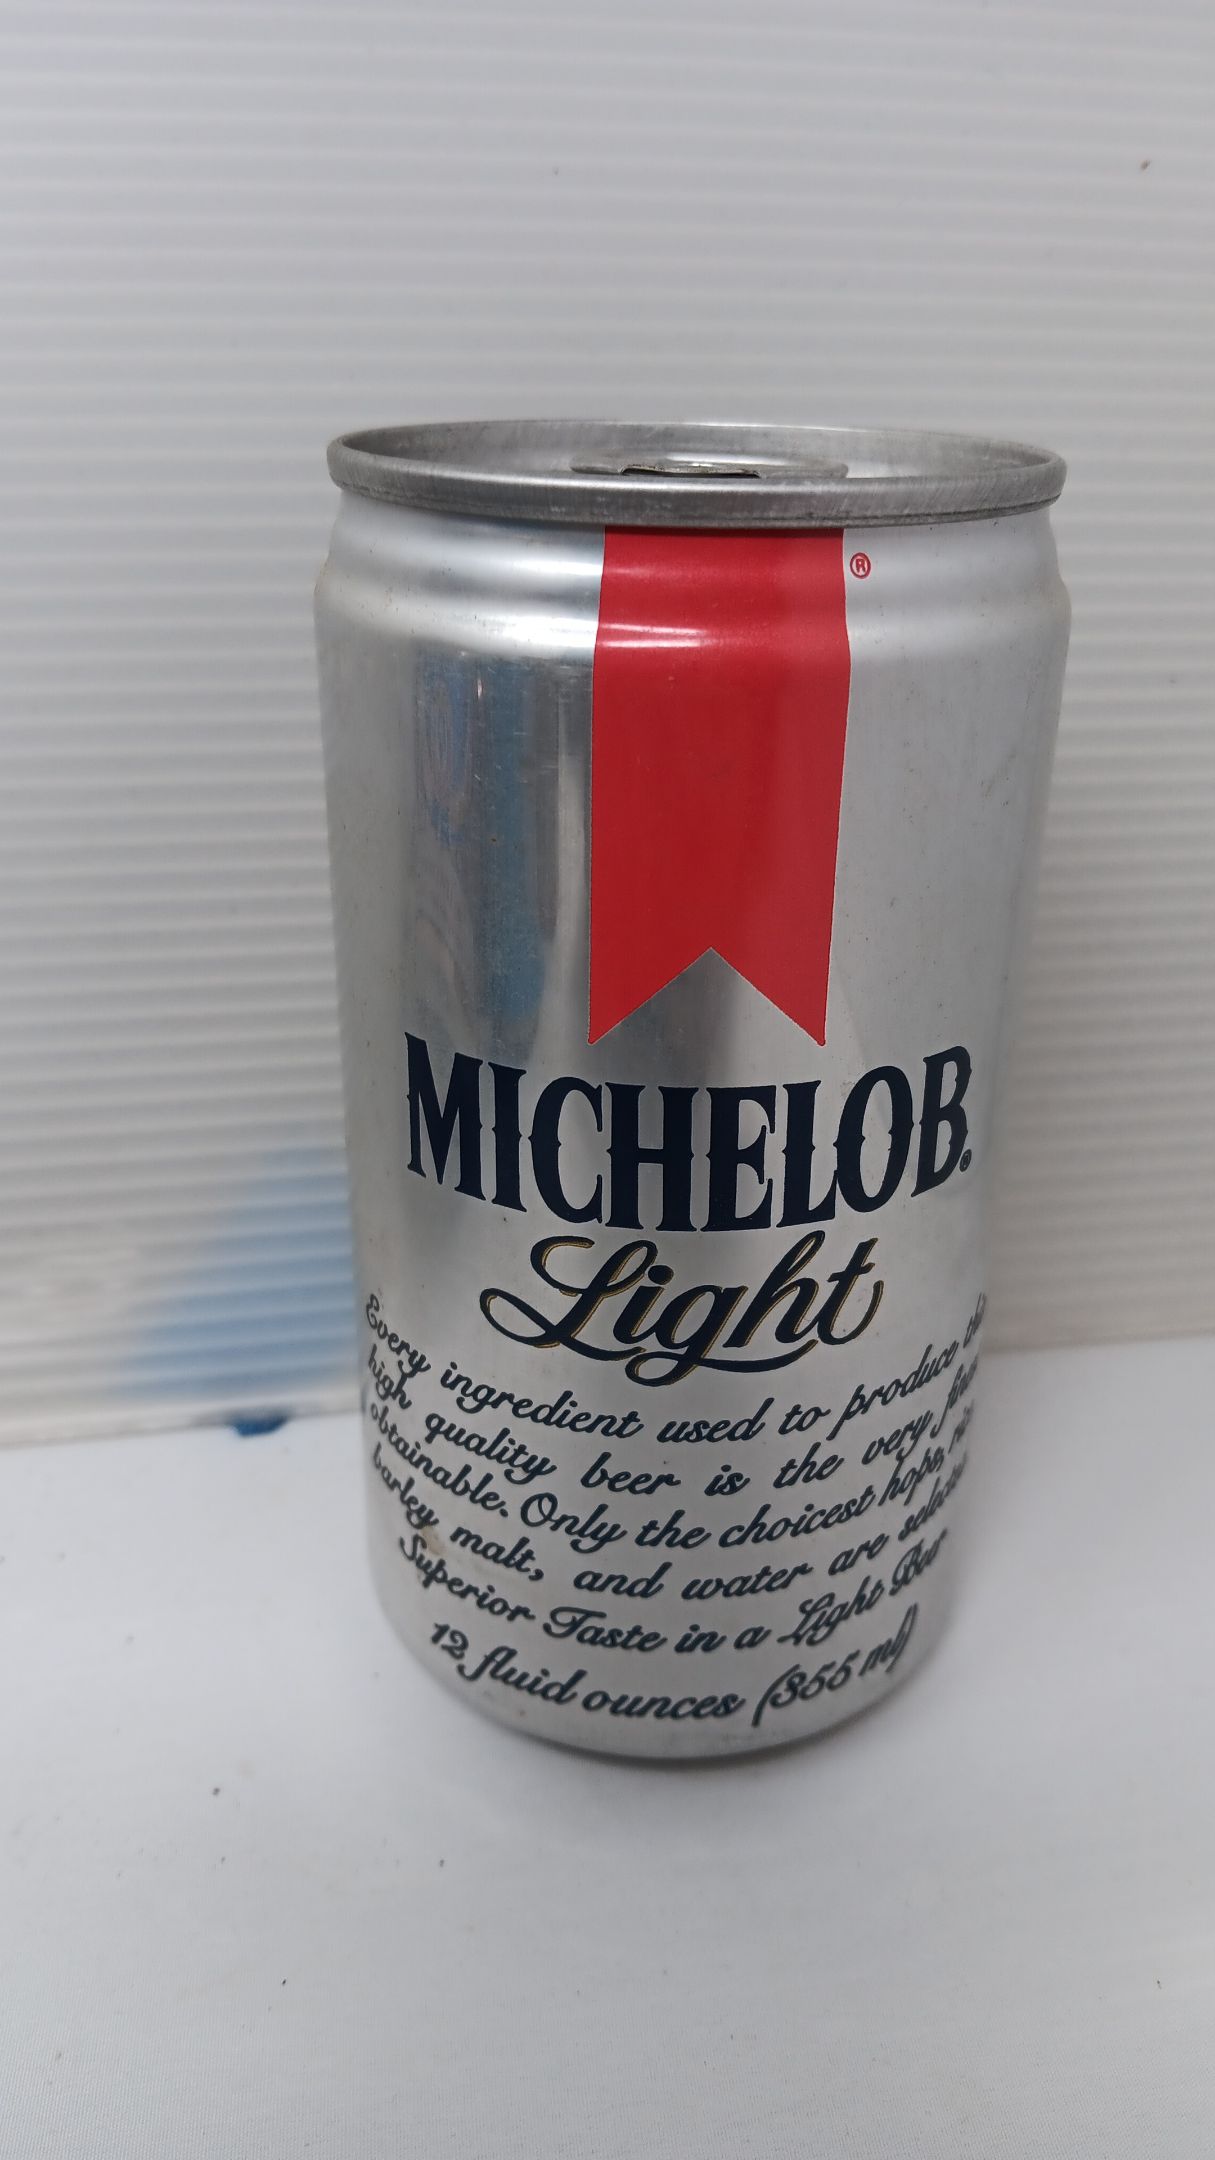 ®
MICHELOB®
Light
Every ingredient used to produce
high quality beer is the very
obtainable. Only the choicest hops,
barley malt, and water are
Superior Taste in a Light Beer
12 fluid ounces (355 ml)